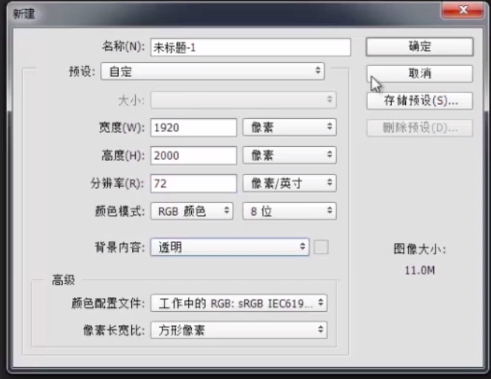 新建
名称(N): 未标题-1 确定
预设: 自定 取消
大小: 存储预设(S)...
宽度(W): 1920 像素 删除预设(D)...
高度(H): 2000 像素
分辨率(R): 72 像素/英寸
颜色模式: RGB 颜色 8 位
背景内容: 透明 图像大小:
11.0M
高级
颜色配置文件: 工作中的 RGB: sRGB IEC619...
像素长宽比: 方形像素